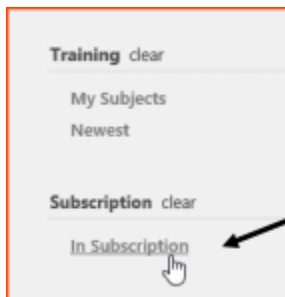 Training clear
My Subjects
Newest
Subscription clear
In Subscription